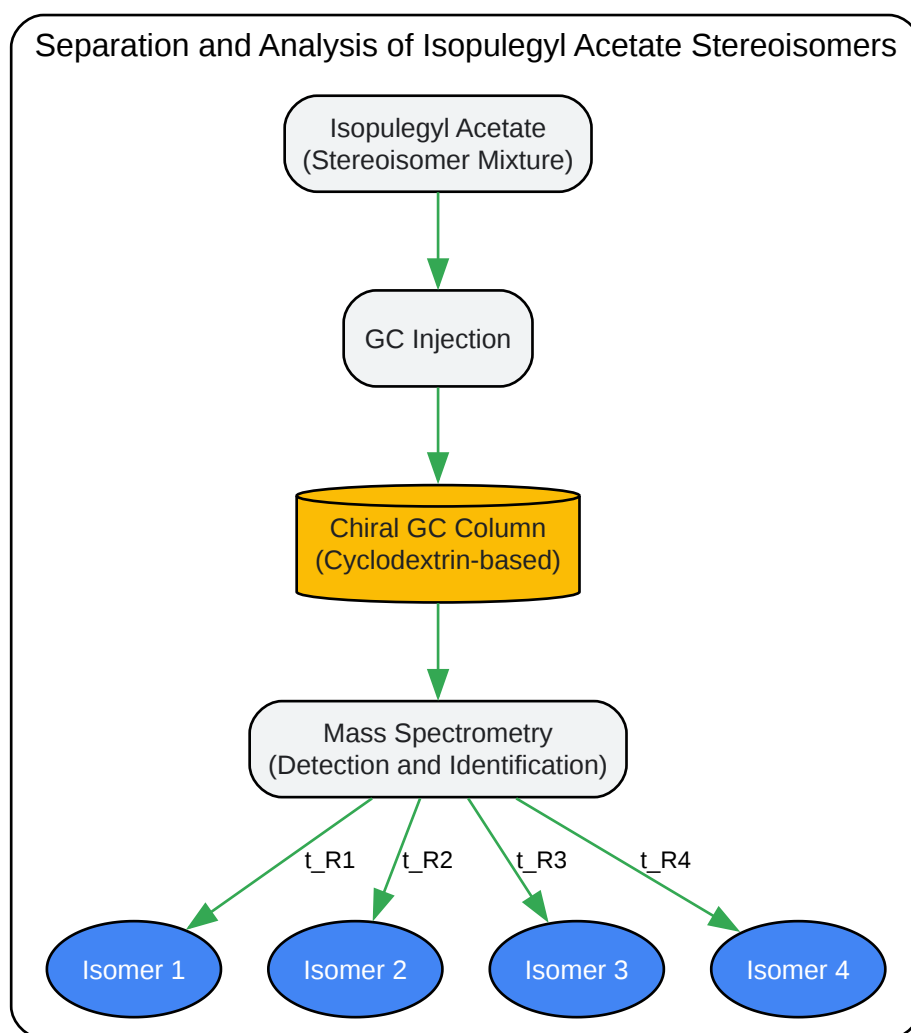 Separation and Analysis of Isopulegyl Acetate Stereoisomers
Isopulegyl Acetate
(Stereoisomer Mixture)
GC Injection
Chiral GC Column
(Cyclodextrin-based)
Mass Spectrometry
(Detection and Identification)
t_R1
t_R2
t_R3
t_R4
Isomer 1
Isomer 2
Isomer 3
Isomer 4